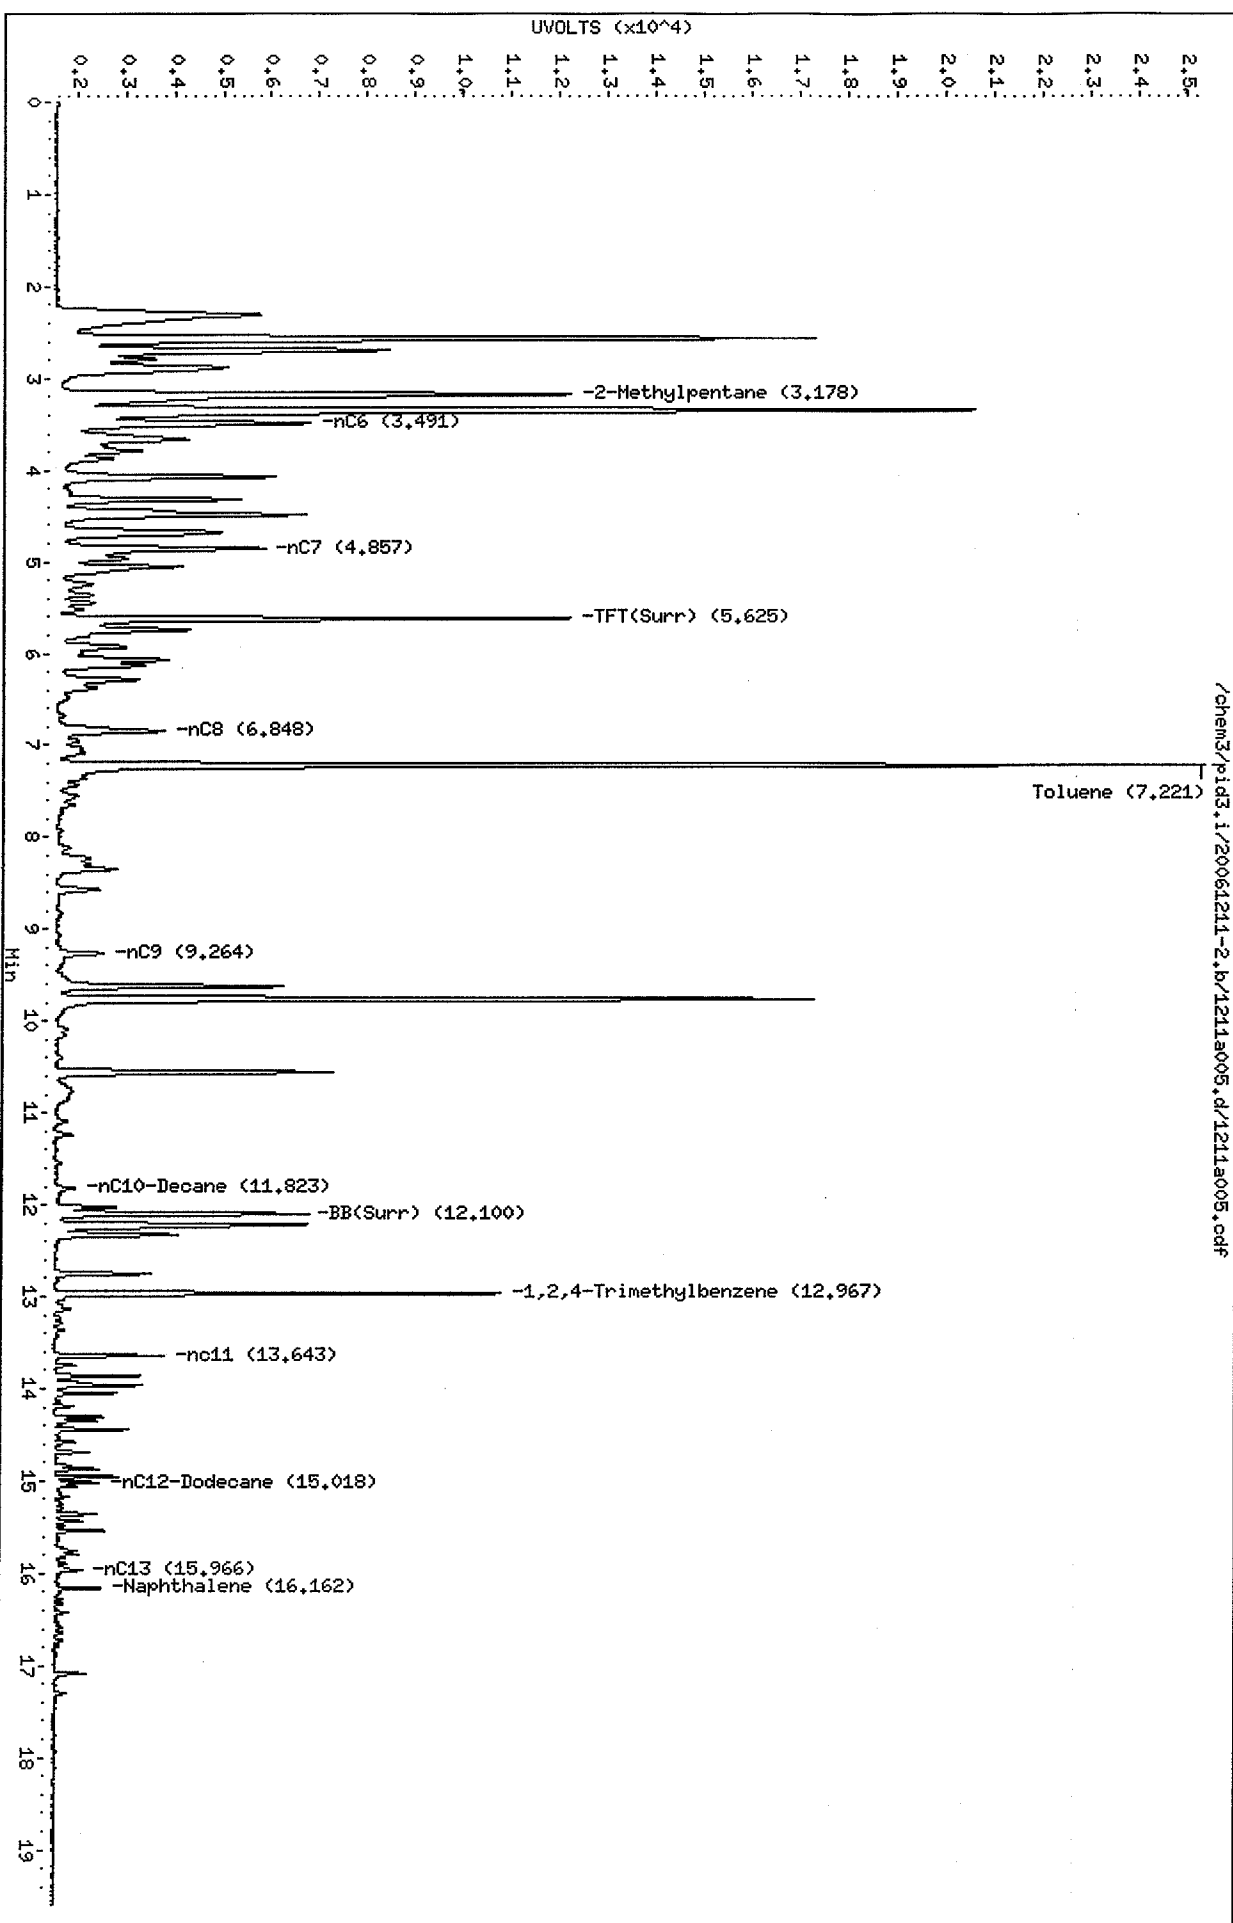 UVOLTS (x10^4)
0.2
0.3
0.4
0.5
0.6
0.7
0.8
0.9
1.0
1.1
1.2
1.3
1.4
1.5
1.6
1.7
1.8
1.9
2.0
2.1
2.2
2.3
2.4
2.5
/chem3/pid3.i/20061211-2.b/1211a005.d/1211a005.cdf
-2-Methylpentane (3.178)
-nC6 (3.491)
-nC7 (4.857)
-TFT(Surr) (5.625)
-nC8 (6.848)
Toluene (7.221)
-nC9 (9.264)
-nC10-Decane (11.823)
-BB(Surr) (12.100)
-1,2,4-Trimethylbenzene (12.967)
-nc11 (13.643)
-nC12-Dodecane (15.018)
-nC13 (15.966)
-Naphthalene (16.162)
0
1
2
3
4
5
6
7
8
9
10
11
12
13
14
15
16
17
18
19
Min